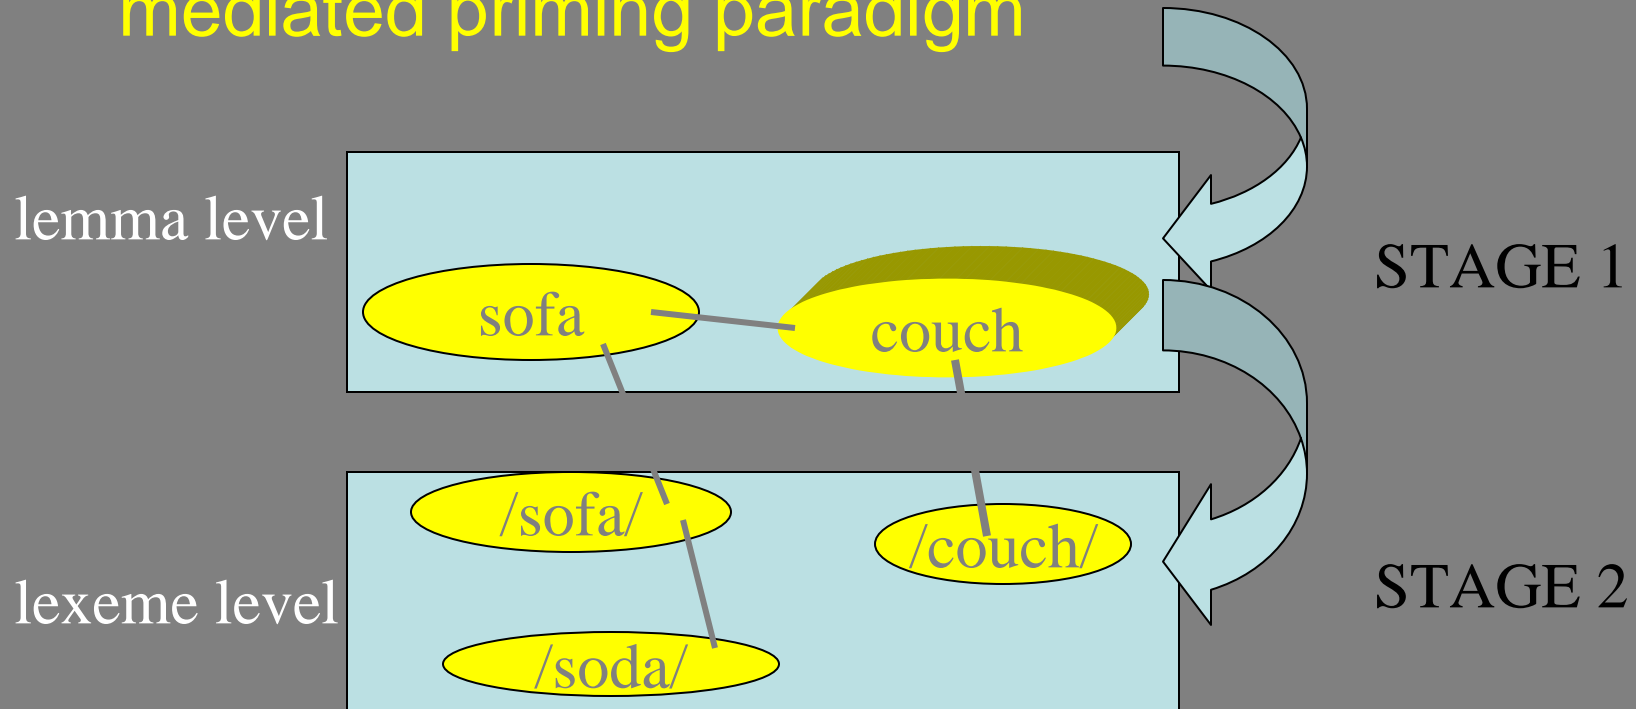 mediated priming paradigm
lemma level
STAGE 1
sofa
couch
/sofa/
/couch/
lexeme level
STAGE 2
/soda/